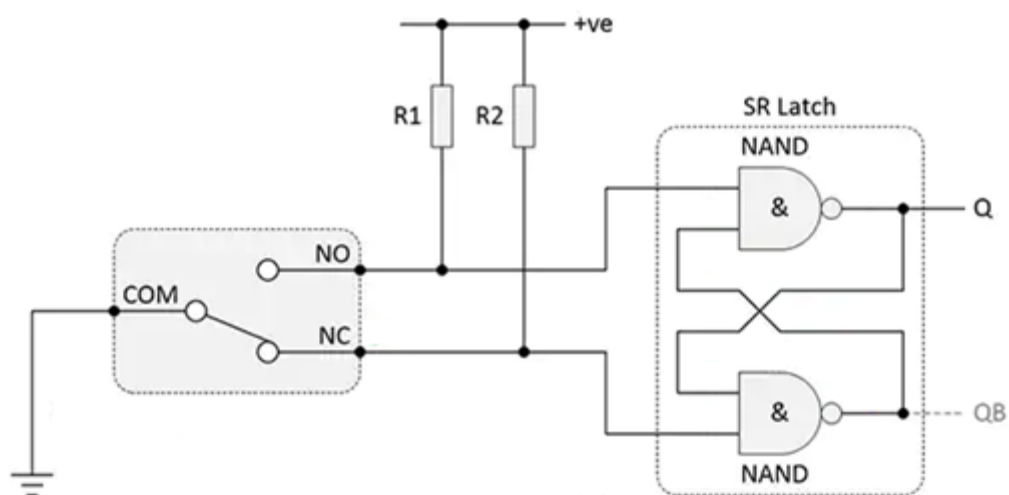 +ve
R1
R2
SR Latch
NAND
&
Q
NO
COM
NC
&
QB
NAND